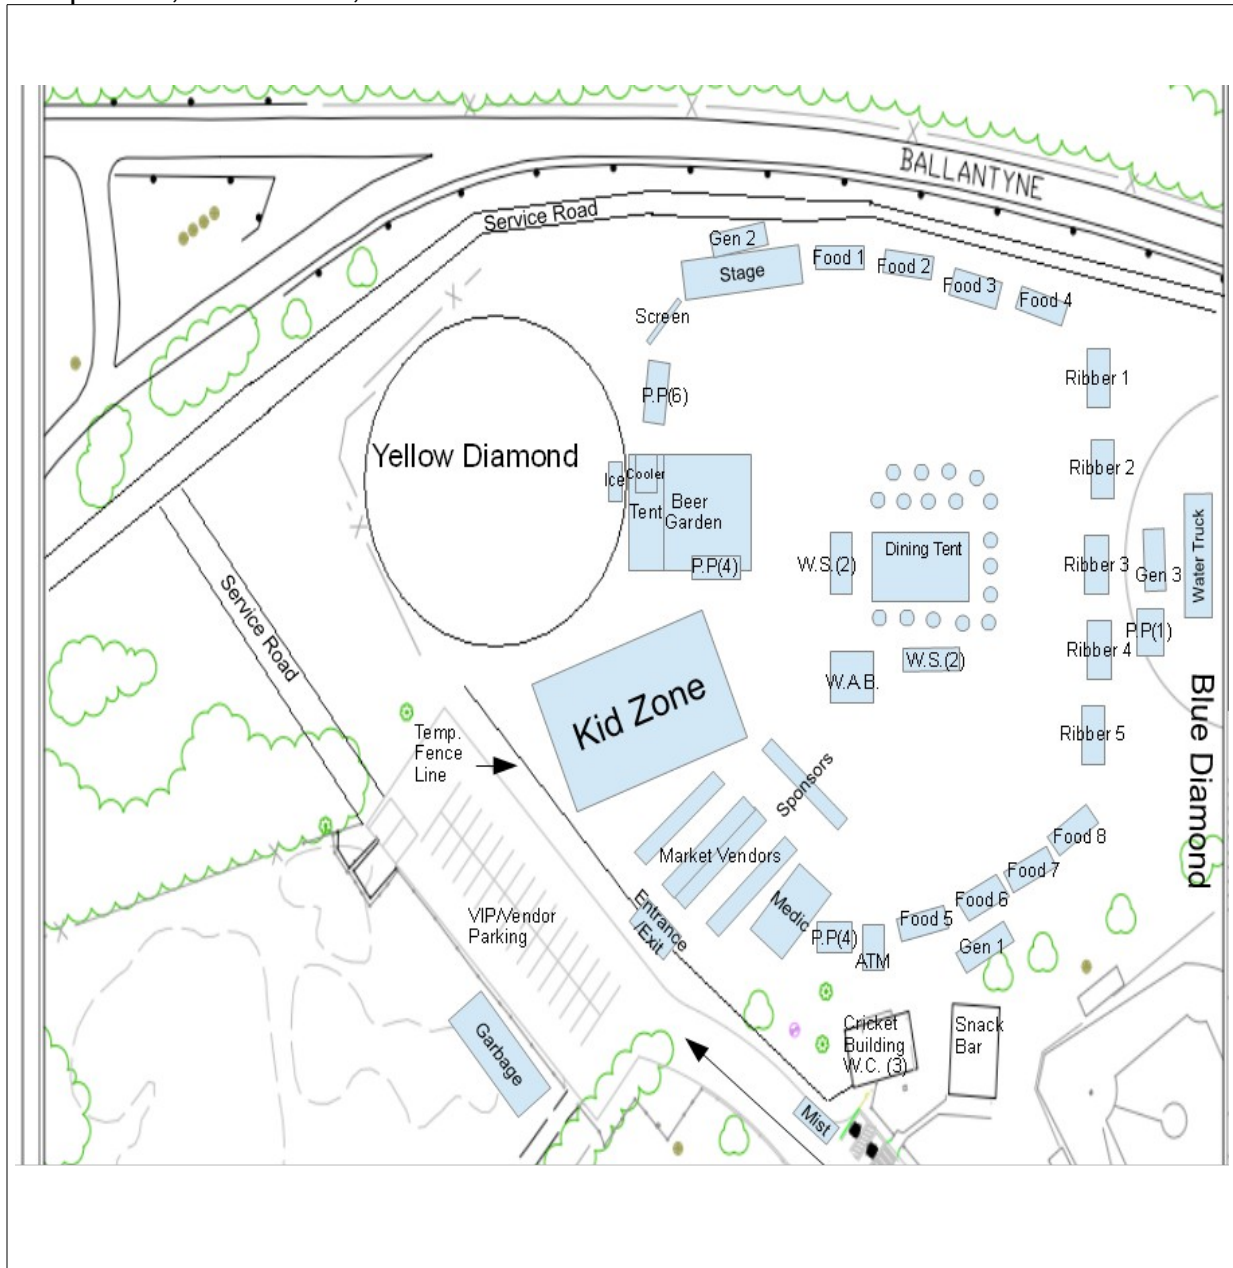 BALLANTYNE
Service Road
Gen 2
Stage
Food 1
Food 2
Food 3
Food 4
Screen
P.P(6)
Ribber 1
Yellow Diamond
Ice
Cooler
Tent
Beer
Garden
P.P(4)
Ribber 2
Dining Tent
W.S.(2)
Ribber 3
Gen 3
Water Truck
Service Road
P.P(1)
Ribber 4
W.S.(2)
W.A.B.
Kid Zone
Ribber 5
Blue Diamond
Temp.
Fence
Line
Sponsors
Market Vendors
Food 8
Food 7
Food 6
Food 5
Gen 1
Medic
P.P(4)
ATM
Entrance
/Exit
VIP/Vendor
Parking
Garbage
Cricket
Building
W.C. (3)
Snack
Bar
Mist